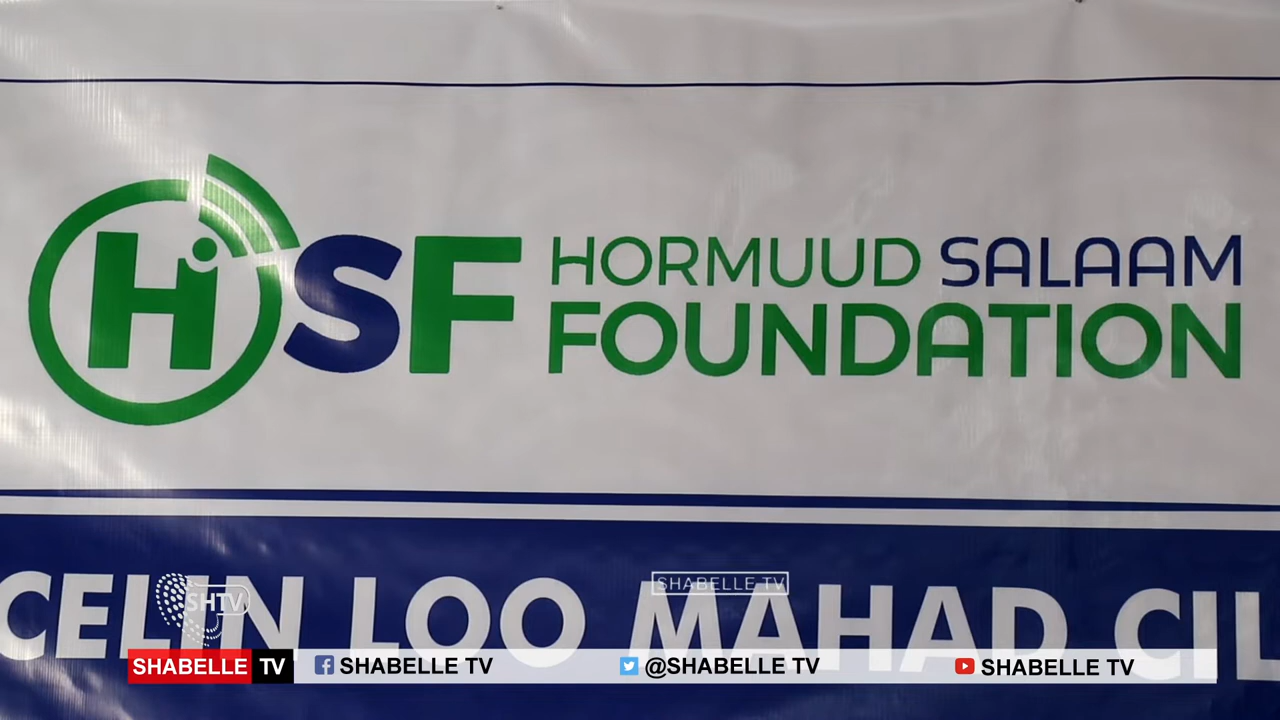 HSF HORMUUD SALAAM
FOUNDATION
SHABELLE TV
CELIN LOO MAHAD CIL
SHTV
SHABELLE TV SHABELLE TV @SHABELLE TV SHABELLE TV